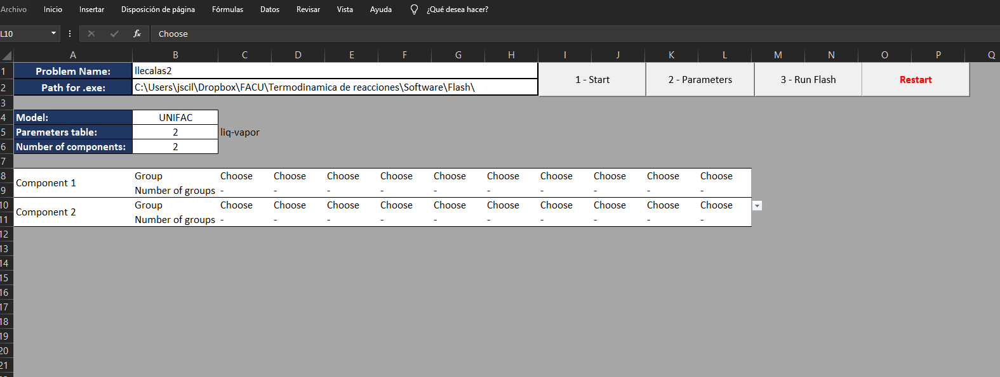 Archivo Inicio Insertar Disposición de página Fórmulas Datos Revisar Vista Ayuda ¿Qué desea hacer?
L10 fx Choose
A B C D E F G H I J K L M N O P Q
1 Problem Name: llecalas2
2 Path for .exe: C:\Users\jscil\Dropbox\FACU\Termodinamica de reacciones\Software\Flash\
1 - Start 2 - Parameters 3 - Run Flash Restart
3
4 Model: UNIFAC
5 Paremeters table: 2 liq-vapor
6 Number of components: 2
7
8 Component 1 Group Choose Choose Choose Choose Choose Choose Choose Choose Choose Choose
9 Number of groups - - - - - - - - - -
10 Component 2 Group Choose Choose Choose Choose Choose Choose Choose Choose Choose Choose
11 Number of groups - - - - - - - - - -
12
13
14
15
16
17
18
19
20
21